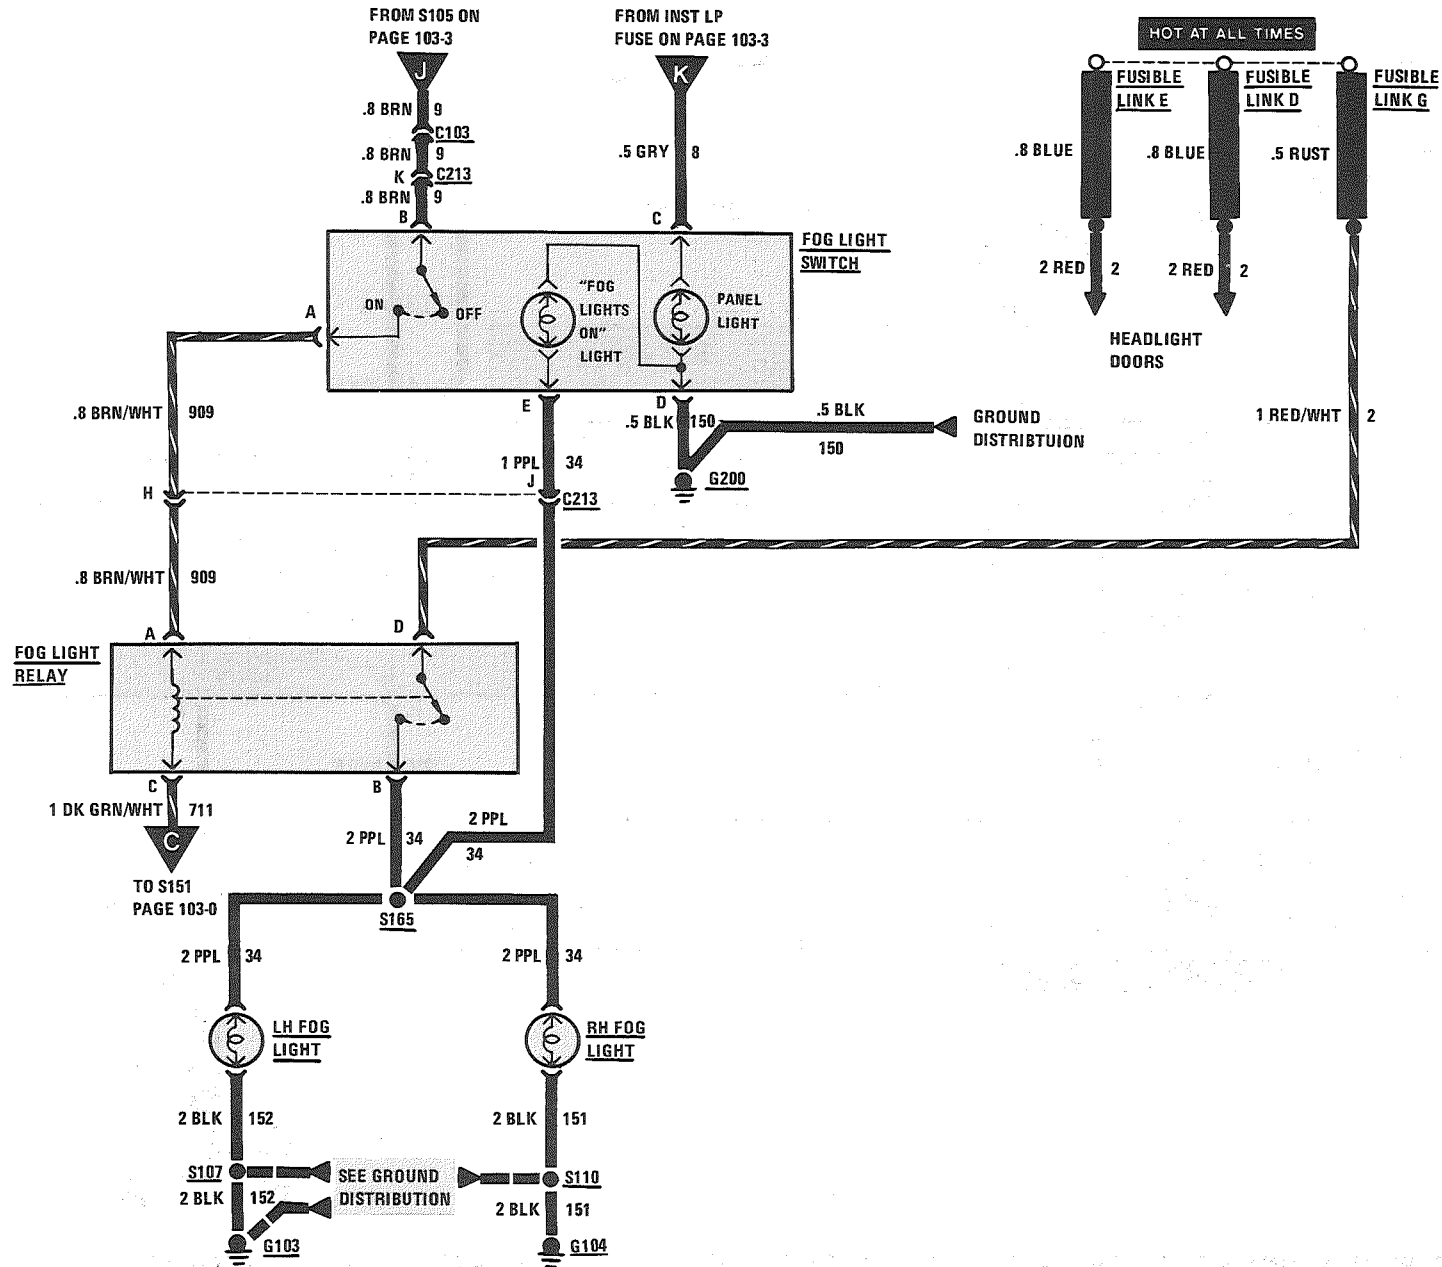 FROM S105 ON
PAGE 103-3
J
FROM INST LP
FUSE ON PAGE 103-3
K
HOT AT ALL TIMES
FUSIBLE
LINK E
FUSIBLE
LINK D
FUSIBLE
LINK G
.8 BRN 9
C103
.8 BRN 9
K C213
.8 BRN 9
B
.5 GRY 8
C
.8 BLUE
.8 BLUE
.5 RUST
2 RED 2
2 RED 2
HEADLIGHT
DOORS
FOG LIGHT
SWITCH
ON
OFF
"FOG
LIGHTS
ON"
LIGHT
PANEL
LIGHT
A
E
D
.8 BRN/WHT 909
.5 BLK 150
.5 BLK
150
GROUND
DISTRIBTUION
1 RED/WHT 2
1 PPL 34
J
C213
G200
H
.8 BRN/WHT 909
A
D
FOG LIGHT
RELAY
C
B
1 DK GRN/WHT 711
C
TO S151
PAGE 103-0
2 PPL 34
2 PPL
34
S165
2 PPL 34
2 PPL 34
LH FOG
LIGHT
RH FOG
LIGHT
2 BLK 152
2 BLK 151
S107
SEE GROUND
DISTRIBUTION
S110
2 BLK 152
2 BLK 151
G103
G104